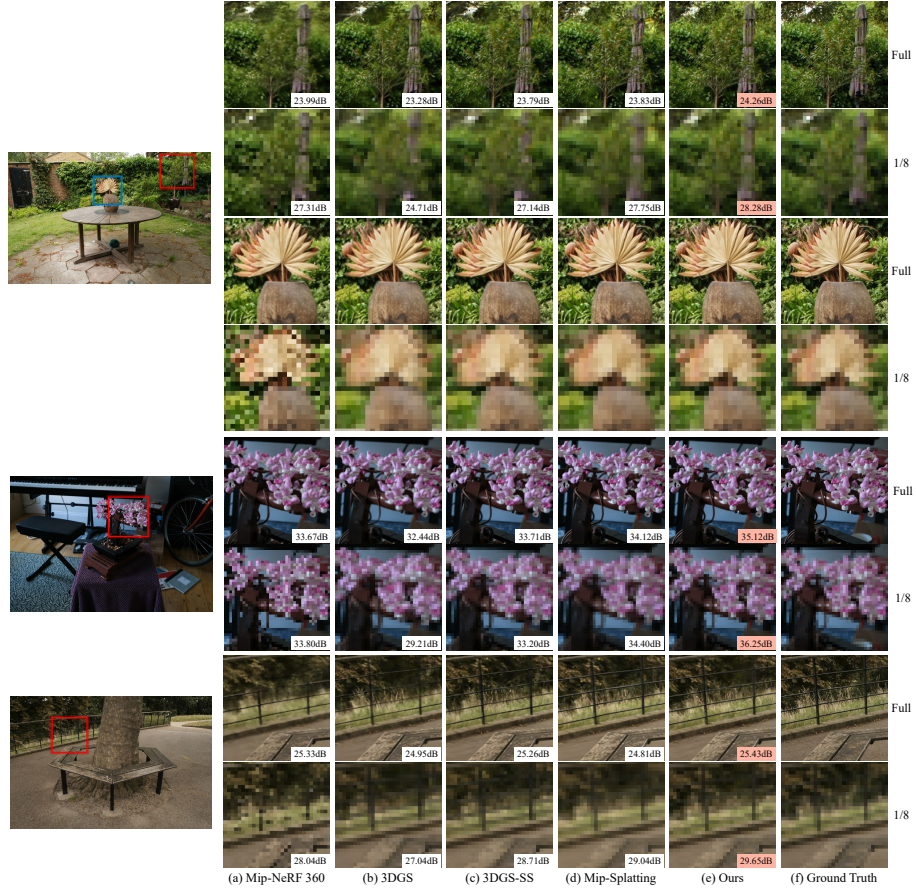 Full
23.99dB 23.28dB 23.79dB 23.83dB 24.26dB
1/8
27.31dB 24.71dB 27.14dB 27.75dB 28.28dB
Full
1/8
Full
33.67dB 32.44dB 33.71dB 34.12dB 35.12dB
1/8
33.80dB 29.21dB 33.20dB 34.40dB 36.25dB
Full
25.33dB 24.95dB 25.26dB 24.81dB 25.43dB
1/8
28.04dB 27.04dB 28.71dB 29.04dB 29.65dB
(a) Mip-NeRF 360 (b) 3DGS (c) 3DGS-SS (d) Mip-Splatting (e) Ours (f) Ground Truth